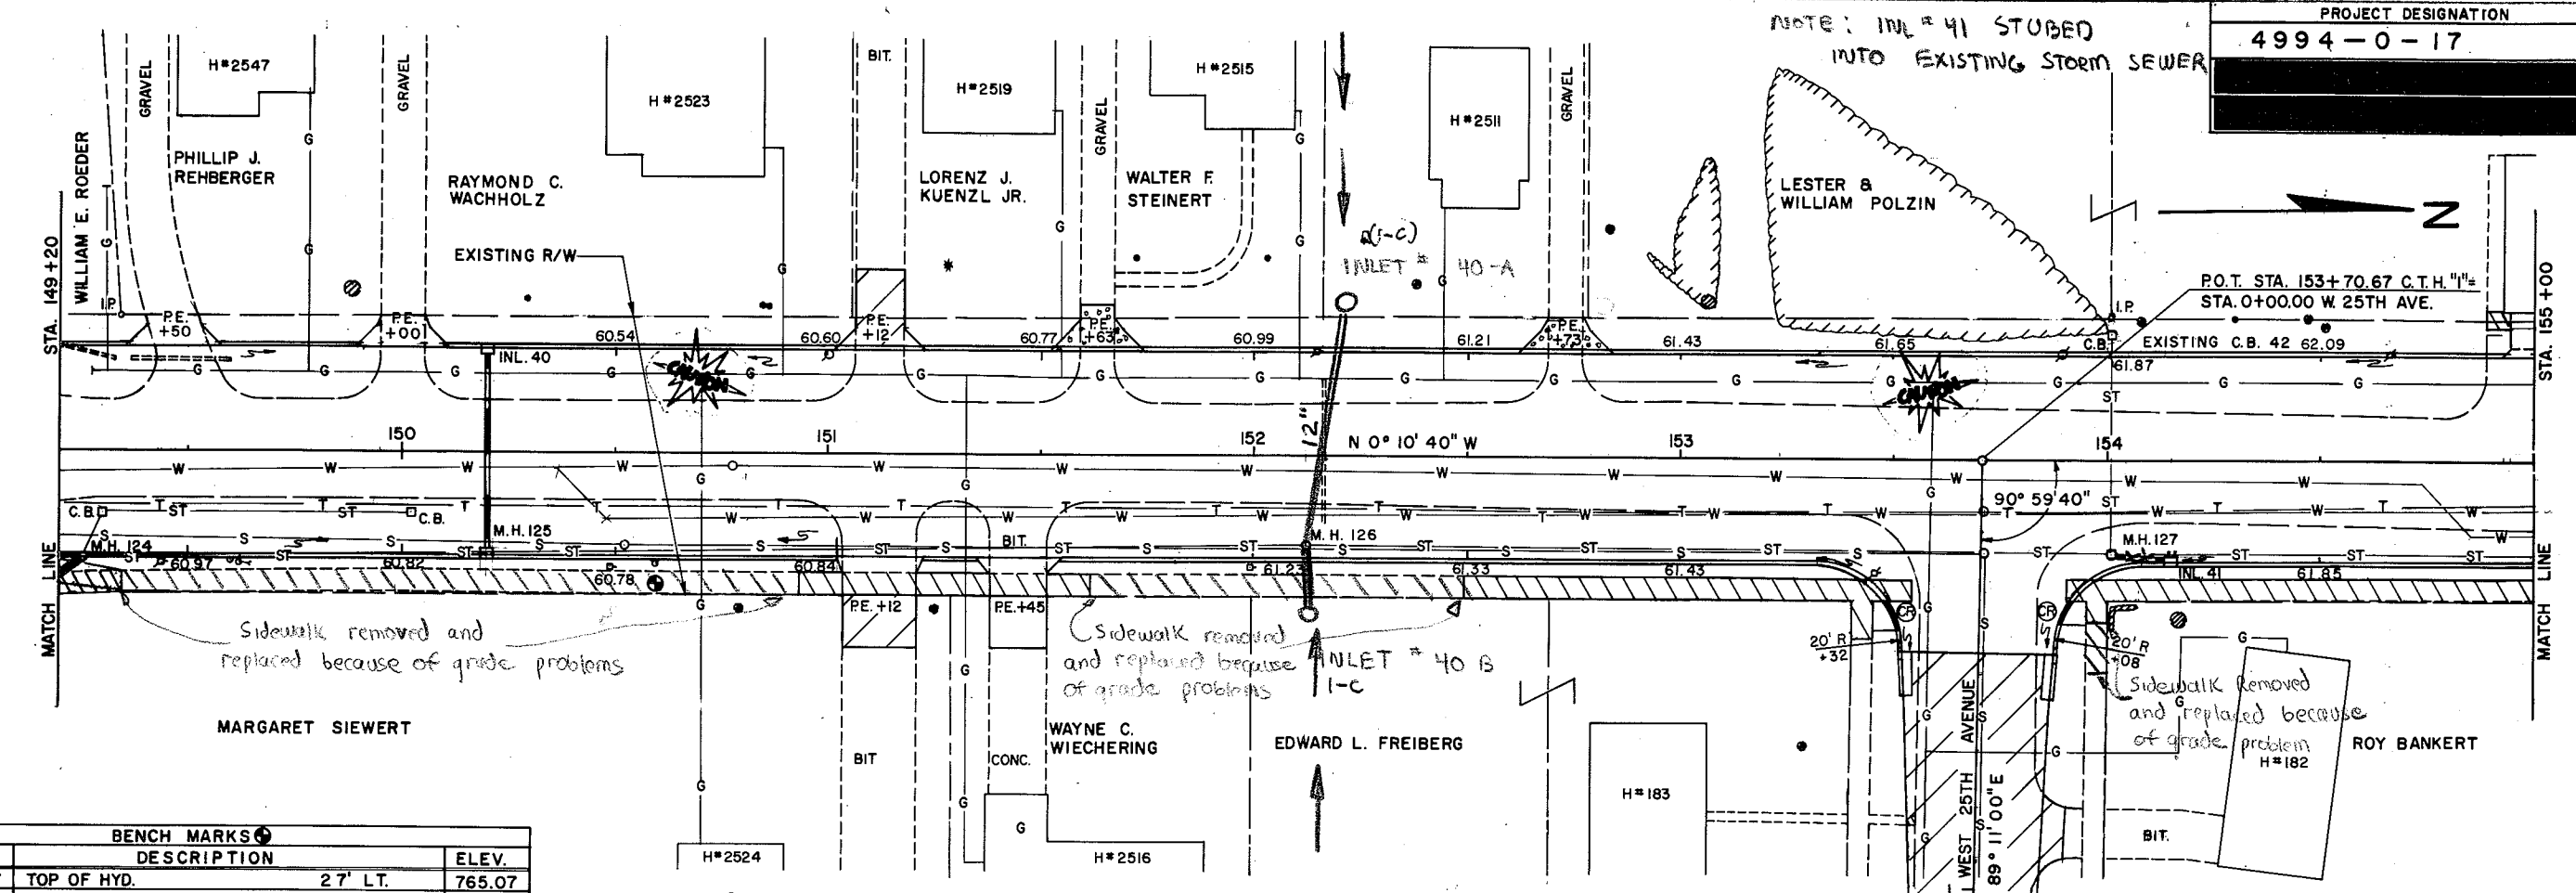 NOTE: INL #41 STUBED
INTO EXISTING STORM SEWER
PROJECT DESIGNATION
4994-0-17
GRAVEL
H#2547
GRAVEL
H#2523
BIT.
H#2519
GRAVEL
H#2515
H#2511
GRAVEL
WILLIAM E. ROEDER
PHILLIP J.
REHBERGER
RAYMOND C.
WACHHOLZ
LORENZ J.
KUENZL JR.
WALTER F.
STEINERT
LESTER &
WILLIAM POLZIN
N
EXISTING R/W
(1-C)
INLET # 40-A
P.O.T. STA. 153+70.67 C.T.H. "I"=
STA. 0+00.00 W. 25TH AVE.
STA. 149+20
STA. 155+00
I.P.
P.E.
+50
P.E.
+00
INL. 40
60.54
CAUTION
60.60
P.E.
+12
60.77
P.E.
+63
60.99
61.21
P.E.
+73
61.43
61.65
CAUTION
I.P.
C.B.
EXISTING C.B. 42 62.09
61.87
150
151
152
N 0° 10' 40" W
153
154
12"
90° 59' 40"
C.B.
C.B.
M.H. 124
M.H. 125
BIT.
M.H. 126
M.H. 127
60.97
60.82
60.78
60.84
61.23
61.33
61.43
INL. 41
61.85
MATCH LINE
MATCH LINE
P.E. +12
P.E. +45
CR
CR
20' R
+32
20' R
+08
Sidewalk removed and
replaced because of grade problems
Sidewalk removed
and replaced because
of grade problems
INLET # 40 B
1-C
Sidewalk Removed
and replaced because
of grade problem
MARGARET SIEWERT
BIT
CONC.
WAYNE C.
WIECHERING
EDWARD L. FREIBERG
H#183
WEST 25TH AVENUE
89° 11' 00" E
ROY BANKERT
H#182
BIT.
H#2524
G
H#2516
BENCH MARKS
DESCRIPTION
ELEV.
TOP OF HYD. 27' LT. 765.07